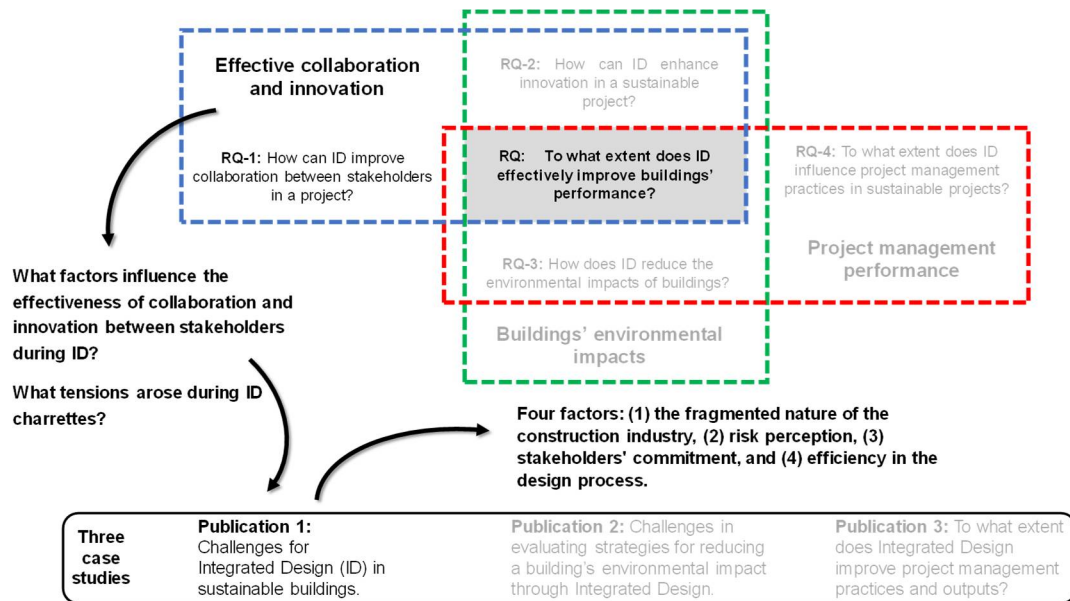 Effective collaboration
and innovation
RQ-2: How can ID enhance
innovation in a sustainable
project?
RQ-1: How can ID improve
collaboration between stakeholders
in a project?
RQ: To what extent does ID
effectively improve buildings'
performance?
RQ-4: To what extent does ID
influence project management
practices in sustainable projects?
RQ-3: How does ID reduce the
environmental impacts of buildings?
Project management
performance
Buildings' environmental
impacts
What factors influence the
effectiveness of collaboration and
innovation between stakeholders
during ID?
What tensions arose during ID
charrettes?
Four factors: (1) the fragmented nature of the
construction industry, (2) risk perception, (3)
stakeholders' commitment, and (4) efficiency in the
design process.
Three
case
studies
Publication 1:
Challenges for
Integrated Design (ID) in
sustainable buildings.
Publication 2: Challenges in
evaluating strategies for reducing
a building's environmental impact
through Integrated Design.
Publication 3: To what extent
does Integrated Design
improve project management
practices and outputs?